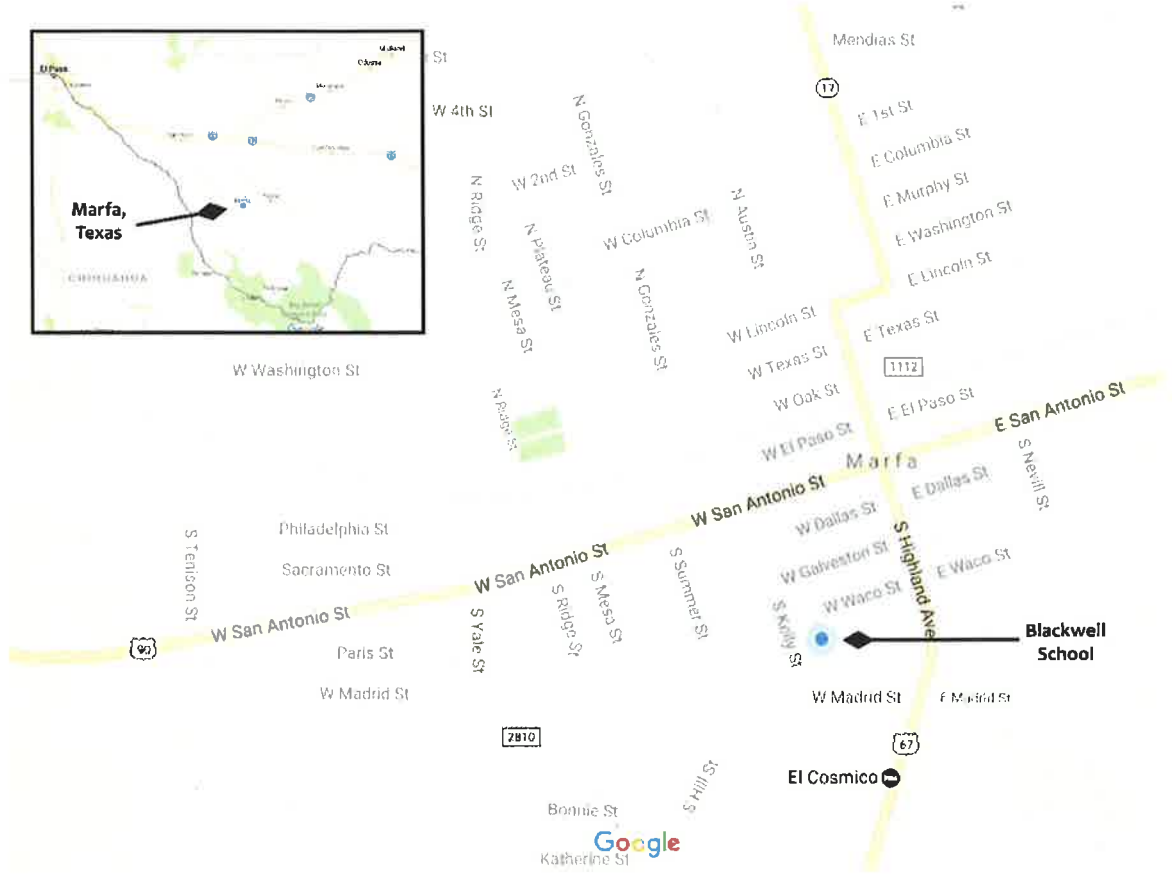 Mendias St
St
Midland
Odessa
El Paso
17
W 4th St
E 1st St
N Gonzales St
E Columbia St
W 2nd St
E Murphy St
N Ridge St
N Austin St
Marfa,
Texas
W Columbia St
E Washington St
N Plateau St
E Lincoln St
CHIHUAHUA
N Mesa St
N Gonzales St
W Lincoln St
E Texas St
Google
W Texas St
1112
W Washington St
W Oak St
E El Paso St
N Ridge St
E San Antonio St
W El Paso St
Marfa
S Nevill St
E Dallas St
W San Antonio St
W Dallas St
Philadelphia St
S Tenison St
W San Antonio St
S Highland Ave
W Galveston St
E Waco St
Sacramento St
S Summer St
W Waco St
S Ridge St
S Mesa St
W San Antonio St
S Kelly St
Blackwell
School
90
S Yale St
Paris St
W Madrid St
W Madrid St
E Madrid St
2810
67
El Cosmico
S Hill St
Bonnie St
Google
Katherine St